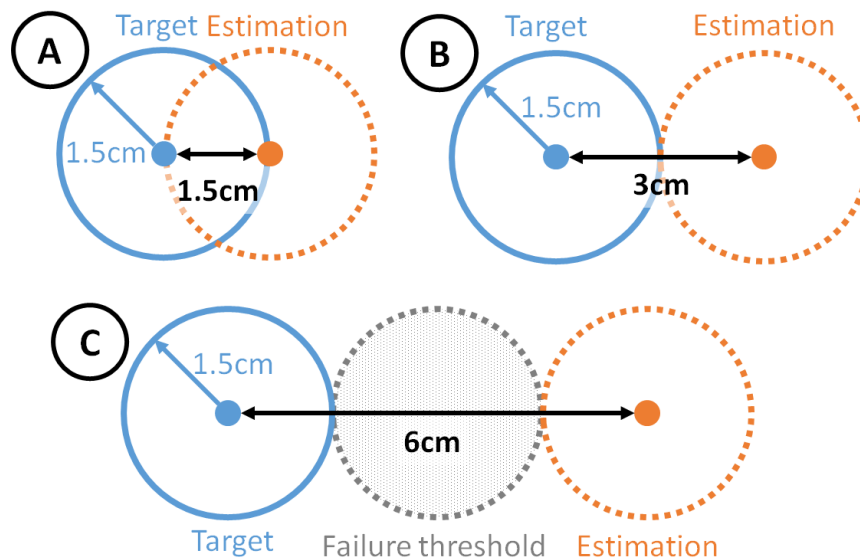 A
Target Estimation
1.5cm
1.5cm
B
Target
Estimation
1.5cm
3cm
C
1.5cm
6cm
Target
Failure threshold
Estimation